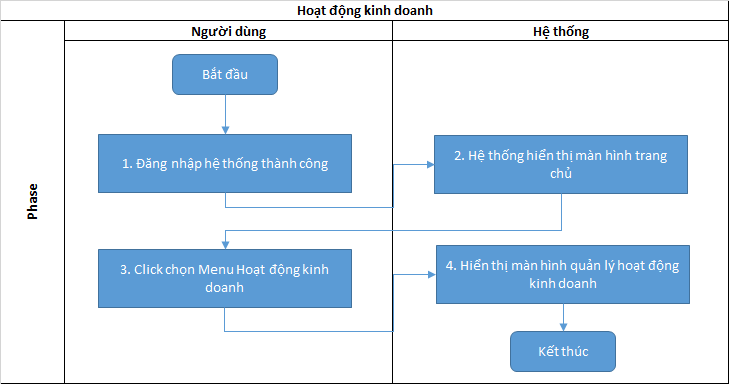 Hoạt động kinh doanh
Người dùng
Hệ thống
Phase
Bắt đầu
1. Đăng nhập hệ thống thành công
2. Hệ thống hiển thị màn hình trang
chủ
3. Click chọn Menu Hoạt động kinh
doanh
4. Hiển thị màn hình quản lý hoạt động
kinh doanh
Kết thúc